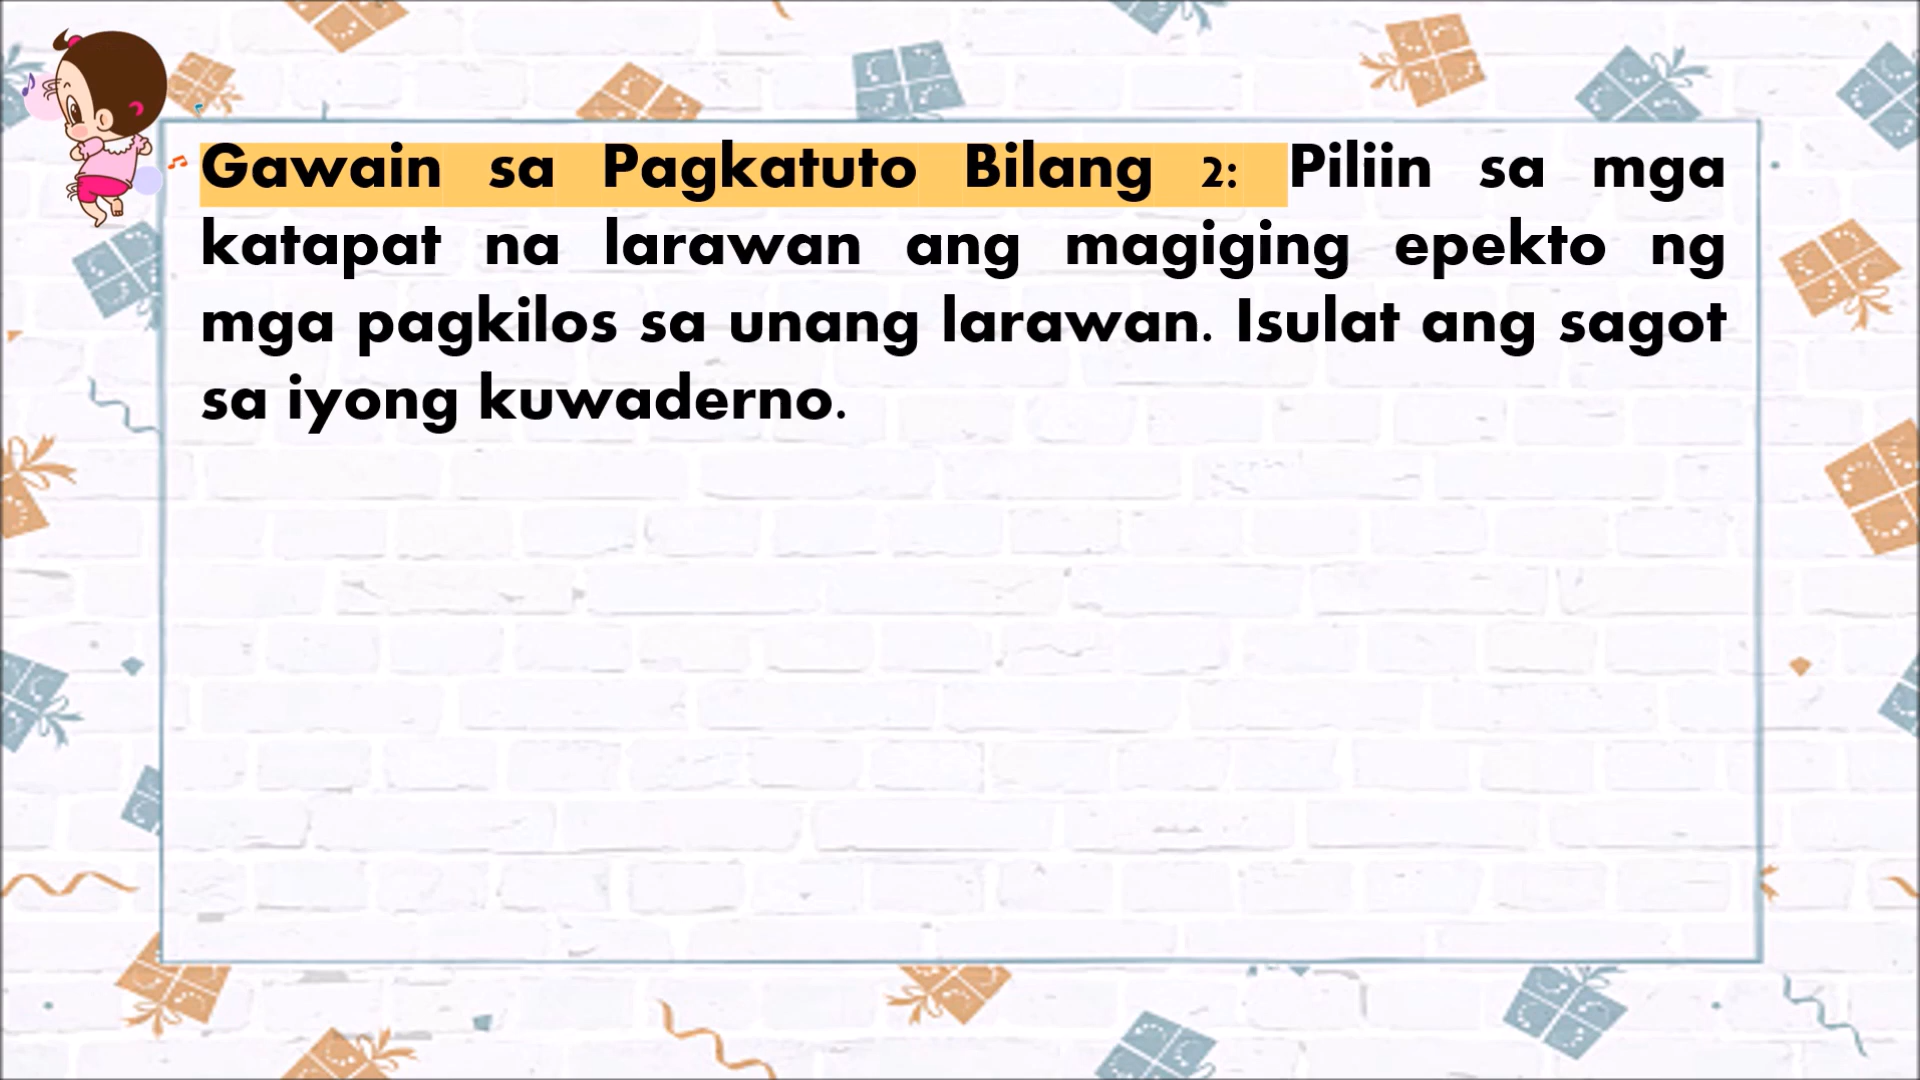 Gawain sa Pagkatuto Bilang 2: Piliin sa mga
katapat na larawan ang magiging epekto ng
mga pagkilos sa unang larawan. Isulat ang sagot
sa iyong kuwaderno.